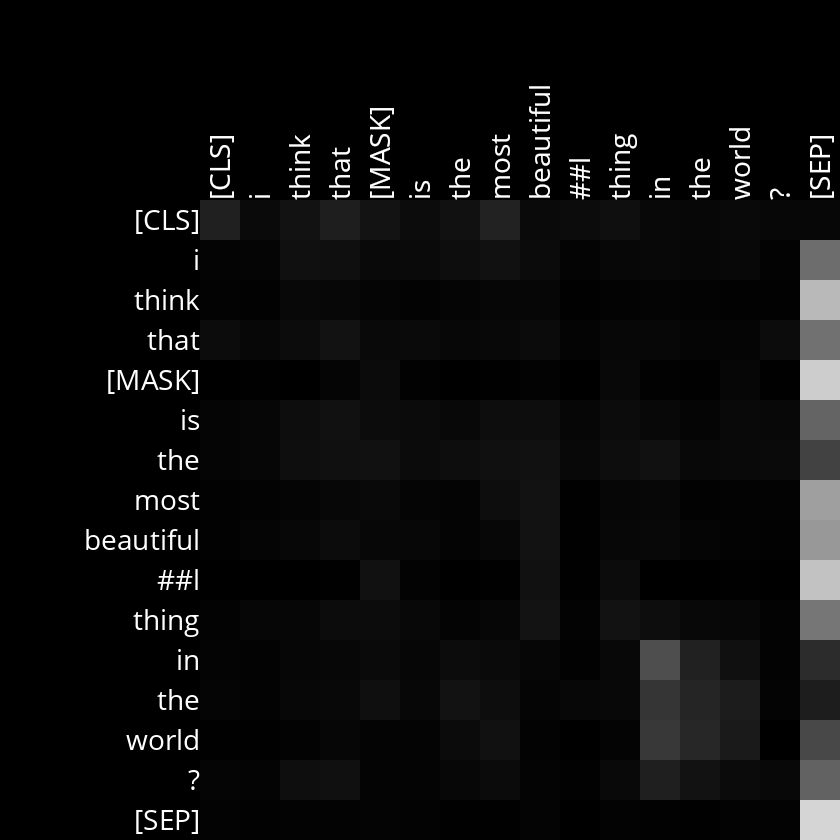 [CLS] i think that [MASK] is the most beautiful ##l thing in the world ? [SEP]
[CLS]
i
think
that
[MASK]
is
the
most
beautiful
##l
thing
in
the
world
?
[SEP]